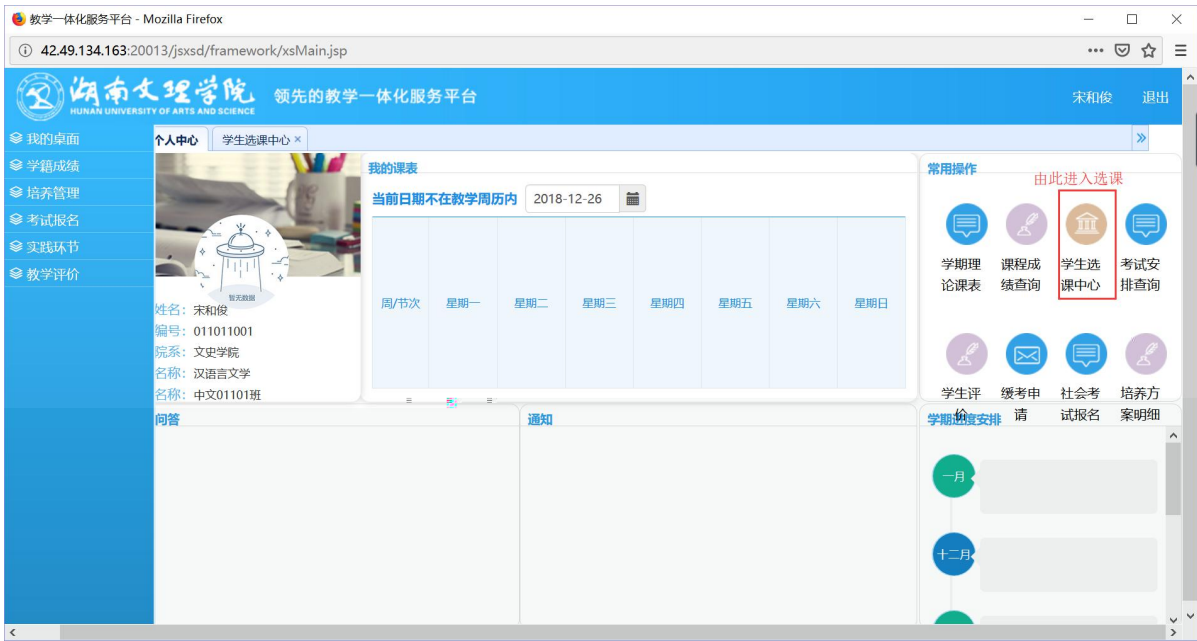 教学一体化服务平台 - Mozilla Firefox
42.49.134.163:20013/jsxsd/framework/xsMain.jsp
湖南文理学院
HUNAN UNIVERSITY OF ARTS AND SCIENCE
领先的教学一体化服务平台
宋和俊 退出
我的桌面
学籍成绩
培养管理
考试报名
实践环节
教学评价
个人中心 学生选课中心 ×
暂无数据
姓名：宋和俊
编号：011011001
院系：文史学院
名称：汉语言文学
名称：中文01101班
我的课表
当前日期不在教学周历内 2018-12-26
周/节次 星期一 星期二 星期三 星期四 星期五 星期六 星期日
常用操作
由此进入选课
学期理论课表
课程成绩查询
学生选课中心
考试安排查询
学生评价
缓考申请
社会考试报名
培养方案明细
问答
通知
学期进度安排
一月
十二月